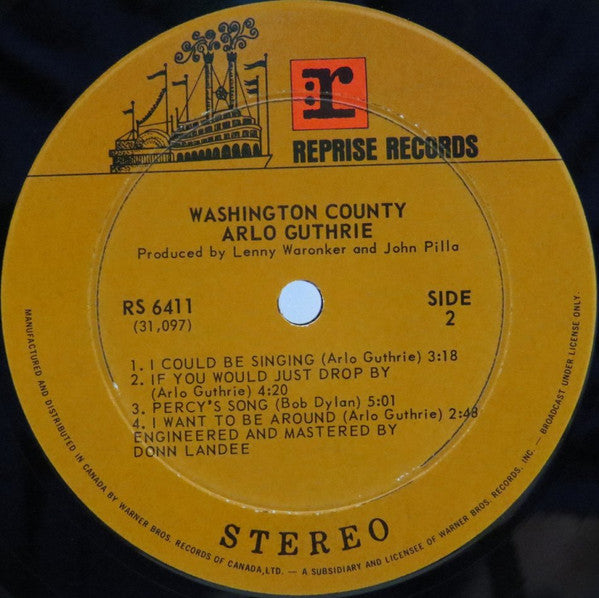 :r
REPRISE RECORDS
WASHINGTON COUNTY
ARLO GUTHRIE
Produced by Lenny Waronker and John Pilla
RS 6411
(31,097)
SIDE
2
1. I COULD BE SINGING (Arlo Guthrie) 3:18
2. IF YOU WOULD JUST DROP BY
(Arlo Guthrie) 4:20
3. PERCY'S SONG (Bob Dylan) 5:01
4. I WANT TO BE AROUND (Arlo Guthrie) 2:48
ENGINEERED AND MASTERED BY
DONN LANDEE
STEREO
MANUFACTURED AND DISTRIBUTED IN CANADA BY WARNER BROS. RECORDS OF CANADA, LTD. — A SUBSIDIARY AND LICENSEE OF WARNER BROS. RECORDS, INC. — BROADCAST UNDER LICENSE ONLY.